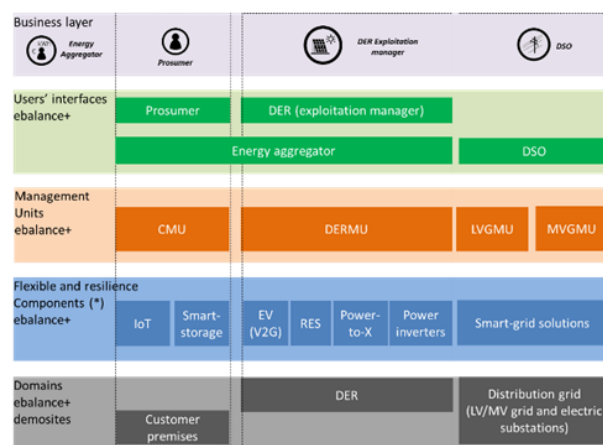 Business layer
Energy
Aggregator
Prosumer
DER Exploitation
manager
DSO
Users' interfaces
ebalance+
Prosumer
DER (exploitation manager)
Energy aggregator
DSO
Management
Units
ebalance+
CMU
DERMU
LVGMU
MVGMU
Flexible and resilience
Components (*)
ebalance+
IoT
Smart-
storage
EV
(V2G)
RES
Power-
to-X
Power
inverters
Smart-grid solutions
Domains
ebalance+
demosites
Customer
premises
DER
Distribution grid
(LV/MV grid and electric
substations)